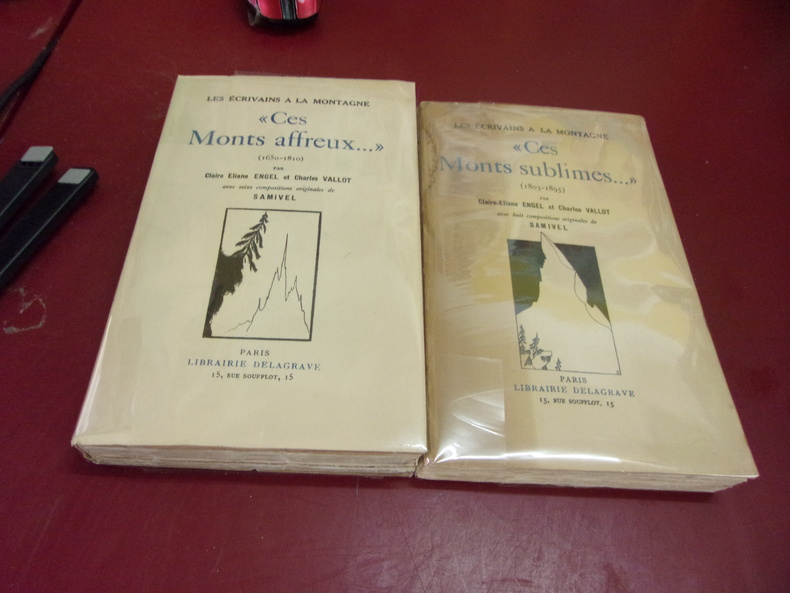 LES ÉCRIVAINS A LA MONTAGNE
«Ces
Monts affreux...»
(1650-1810)
PAR
Claire Eliane ENGEL et Charles VALLOT
avec seize compositions originales de
SAMIVEL
PARIS
LIBRAIRIE DELAGRAVE
15, RUE SOUFFLOT, 15
LES ÉCRIVAINS A LA MONTAGNE
«Ces
Monts sublimes...»
(1803-1895)
PAR
Claire-Eliane ENGEL et Charles VALLOT
avec huit compositions originales de
SAMIVEL
PARIS
LIBRAIRIE DELAGRAVE
15, RUE SOUFFLOT, 15